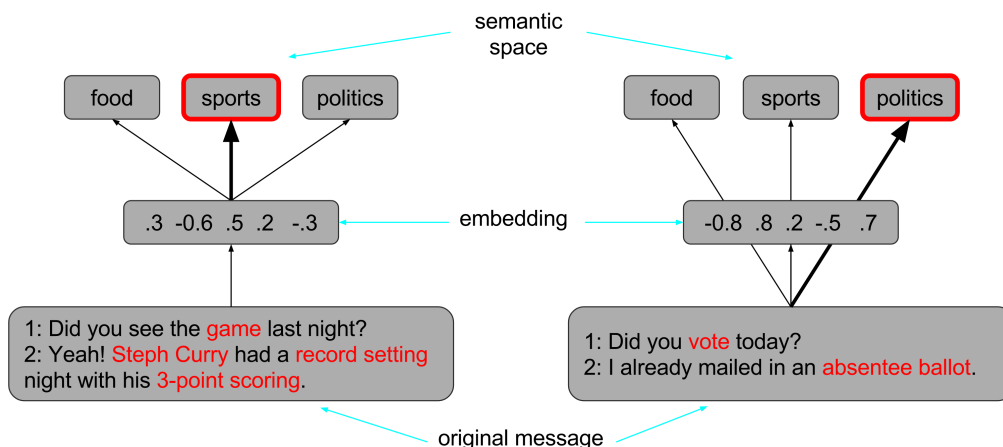 semantic
space
food
sports
politics
food
sports
politics
.3 -0.6 .5 .2 -.3
embedding
-0.8 .8 .2 -.5 .7
1: Did you see the game last night?
2: Yeah! Steph Curry had a record setting
night with his 3-point scoring.
1: Did you vote today?
2: I already mailed in an absentee ballot.
original message